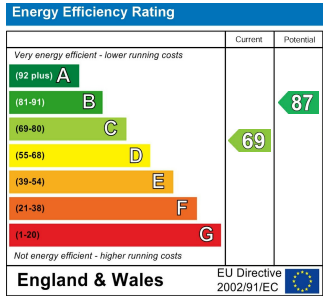 Energy Efficiency Rating
Current Potential
Very energy efficient - lower running costs
(92 plus) A
(81-91) B
87
(69-80) C
69
(55-68) D
(39-54) E
(21-38) F
(1-20) G
Not energy efficient - higher running costs
England & Wales
EU Directive
2002/91/EC